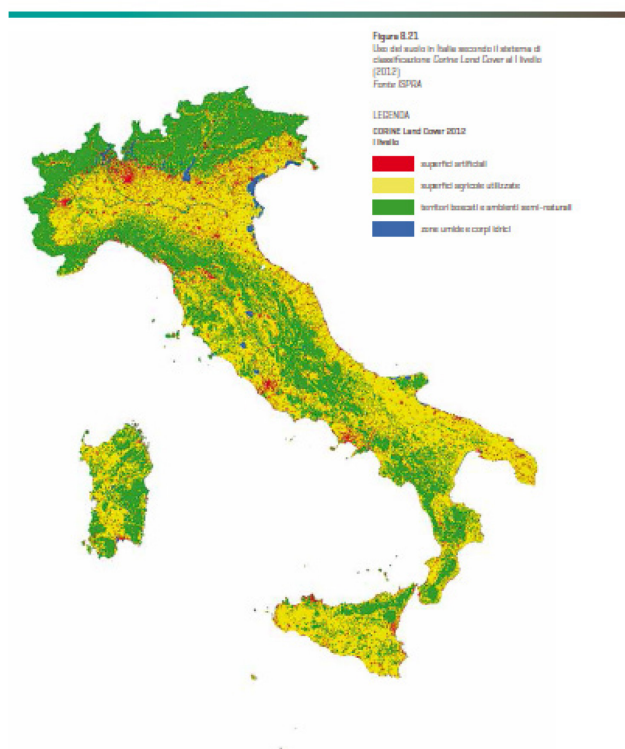 Figura 8.21
Uso del suolo in Italia secondo il sistema di
classificazione Corine Land Cover al I livello
(2012)
Fonte ISPRA
LEGENDA
CORINE Land Cover 2012
I livello
superfici artificiali
superfici agricole utilizzate
territori boscati e ambienti semi-naturali
zone umide e corpi idrici